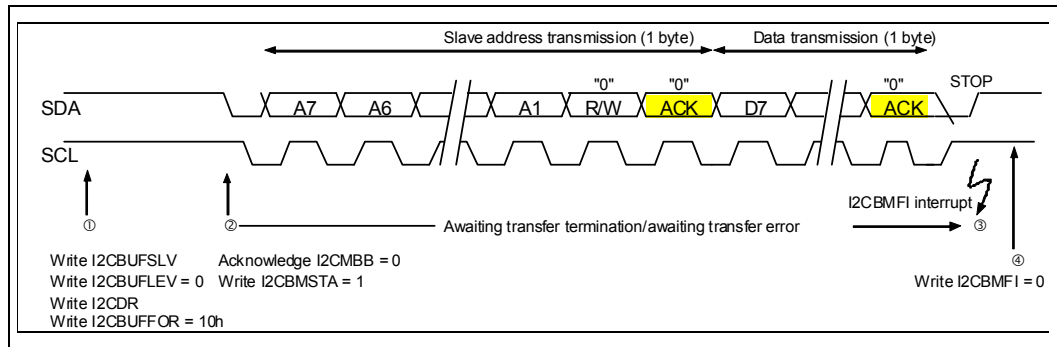 Slave address transmission (1 byte) Data transmission (1 byte)
"0" "0" "0" STOP
SDA A7 A6 A1 R/W ACK D7 ACK
SCL
I2CBMFI interrupt
① ② Awaiting transfer termination/awaiting transfer error ③
④
Write I2CBUFSLV Acknowledge I2CMBB = 0
Write I2CBUFLEV = 0 Write I2CBMSTA = 1 Write I2CBMFI = 0
Write I2CDR
Write I2CBUFFOR = 10h